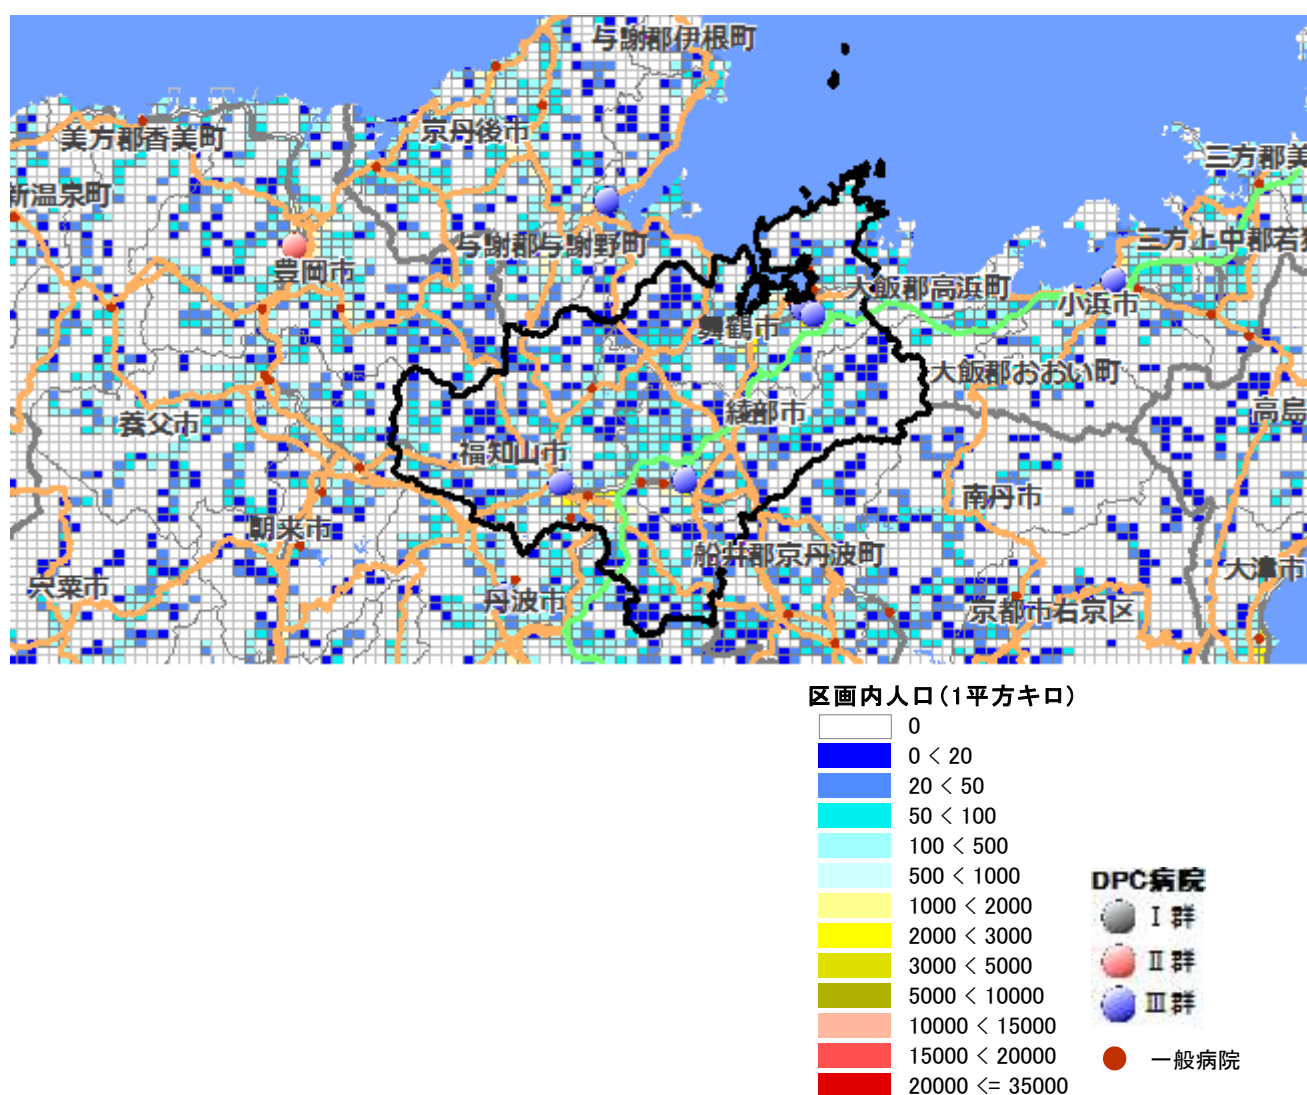 与謝郡伊根町
京丹後市
美方郡香美町
三方郡美
新温泉町
与謝郡与謝野町
三方上中郡若狭
豊岡市
大飯郡高浜町
小浜市
舞鶴市
大飯郡おおい町
綾部市
高島
養父市
福知山市
南丹市
朝来市
船井郡京丹波町
大津市
宍粟市
丹波市
京都市右京区
区画内人口(1平方キロ)
0
0 < 20
20 < 50
50 < 100
100 < 500
500 < 1000
1000 < 2000
2000 < 3000
3000 < 5000
5000 < 10000
10000 < 15000
15000 < 20000
20000 <= 35000
DPC病院
Ⅰ群
Ⅱ群
Ⅲ群
一般病院